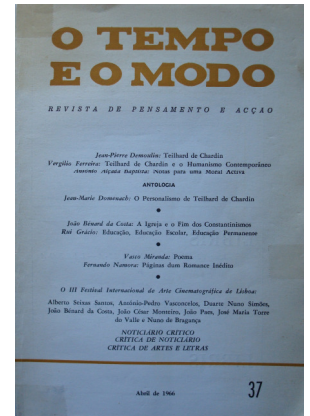 O TEMPO
E O MODO
REVISTA DE PENSAMENTO E ACÇÃO
Jean-Pierre Demoulin: Teilhard de Chardin
Vergílio Ferreira: Teilhard de Chardin e o Humanismo Contemporâneo
António Alçada Baptista: Notas para uma Moral Activa
ANTOLOGIA
Jean-Marie Domenach: O Personalismo de Teilhard de Chardin
João Bénard da Costa: A Igreja e o Fim dos Constantinismos
Rui Grácio: Educação, Educação Escolar, Educação Permanente
Vasco Miranda: Poema
Fernando Namora: Páginas dum Romance Inédito
O III Festival Internacional de Arte Cinematográfica de Lisboa:
Alberto Seixas Santos, António-Pedro Vasconcelos, Duarte Nuno Simões,
João Bénard da Costa, João César Monteiro, João Paes, José Maria Torre
do Valle e Nuno de Bragança
NOTICIÁRIO CRÍTICO
CRÍTICA DE NOTICIÁRIO
CRÍTICA DE ARTES E LETRAS
Abril de 1966
37